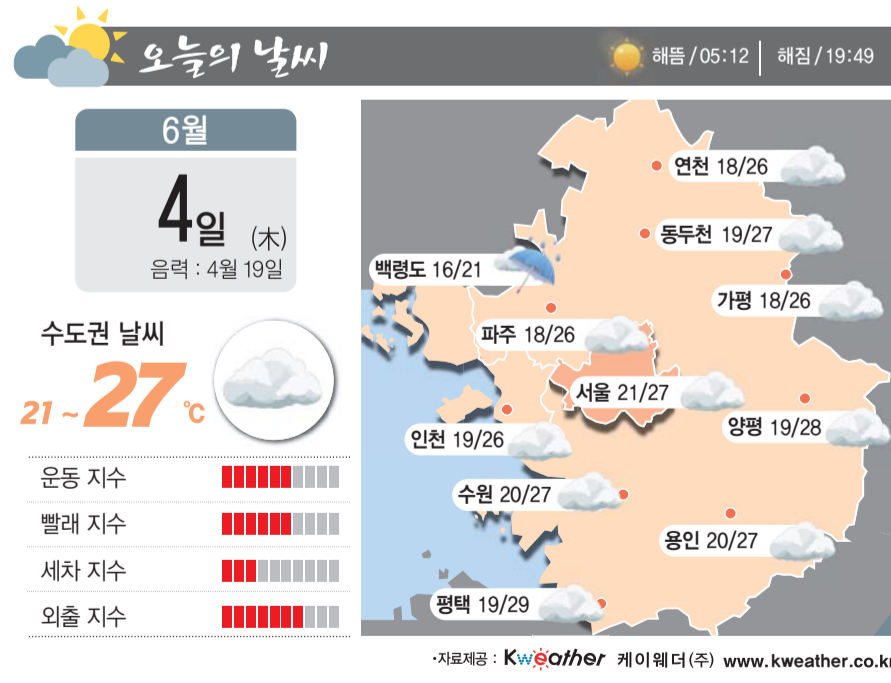 오늘의 날씨
해뜸 / 05:12 | 해짐 / 19:49
6월
4일 (木)
음력 : 4월 19일
수도권 날씨
21 ~ 27 ℃
운동 지수
빨래 지수
세차 지수
외출 지수
연천 18/26
동두천 19/27
백령도 16/21
가평 18/26
파주 18/26
서울 21/27
양평 19/28
인천 19/26
수원 20/27
용인 20/27
평택 19/29
·자료제공 : Kweather 케이웨더(주) www.kweather.co.kr